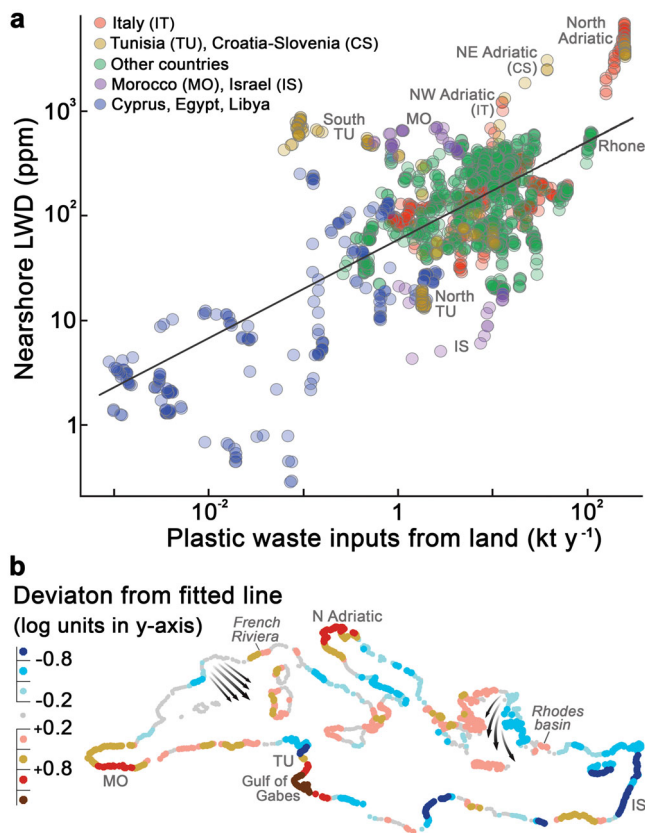 a
Italy (IT)
Tunisia (TU), Croatia-Slovenia (CS)
Other countries
Morocco (MO), Israel (IS)
Cyprus, Egypt, Libya
North
Adriatic
NE Adriatic
(CS)
NW Adriatic
(IT)
South
TU
MO
Rhone
North
TU
IS
Nearshore LWD (ppm)
10³
10²
10
1
10⁻²
1
10²
Plastic waste inputs from land (kt y⁻¹)
b
Deviaton from fitted line
(log units in y-axis)
-0.8
-0.2
+0.2
+0.8
French
Riviera
N Adriatic
Rhodes
basin
MO
TU
Gulf of
Gabes
IS